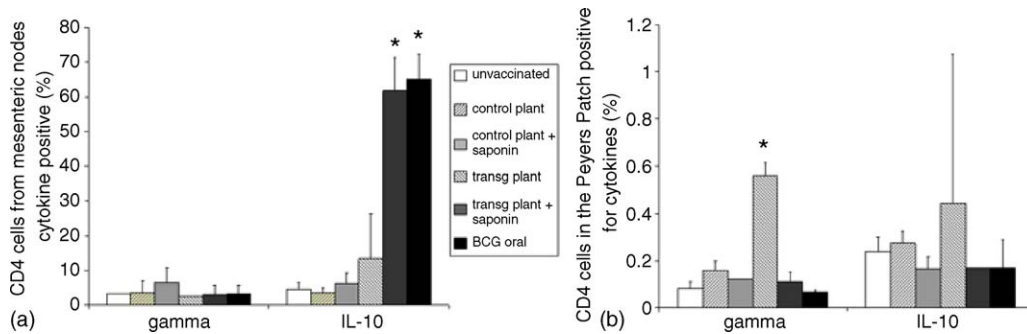 CD4 cells from mesenteric nodes
cytokine positive (%)
80
70
60
50
40
30
20
10
0
*
*
gamma
IL-10
(a)
unvaccinated
control plant
control plant +
saponin
transg plant
transg plant +
saponin
BCG oral
CD4 cells in the Peyers Patch positive
for cytokines (%)
1.2
1
0.8
0.6
0.4
0.2
0
*
gamma
IL-10
(b)